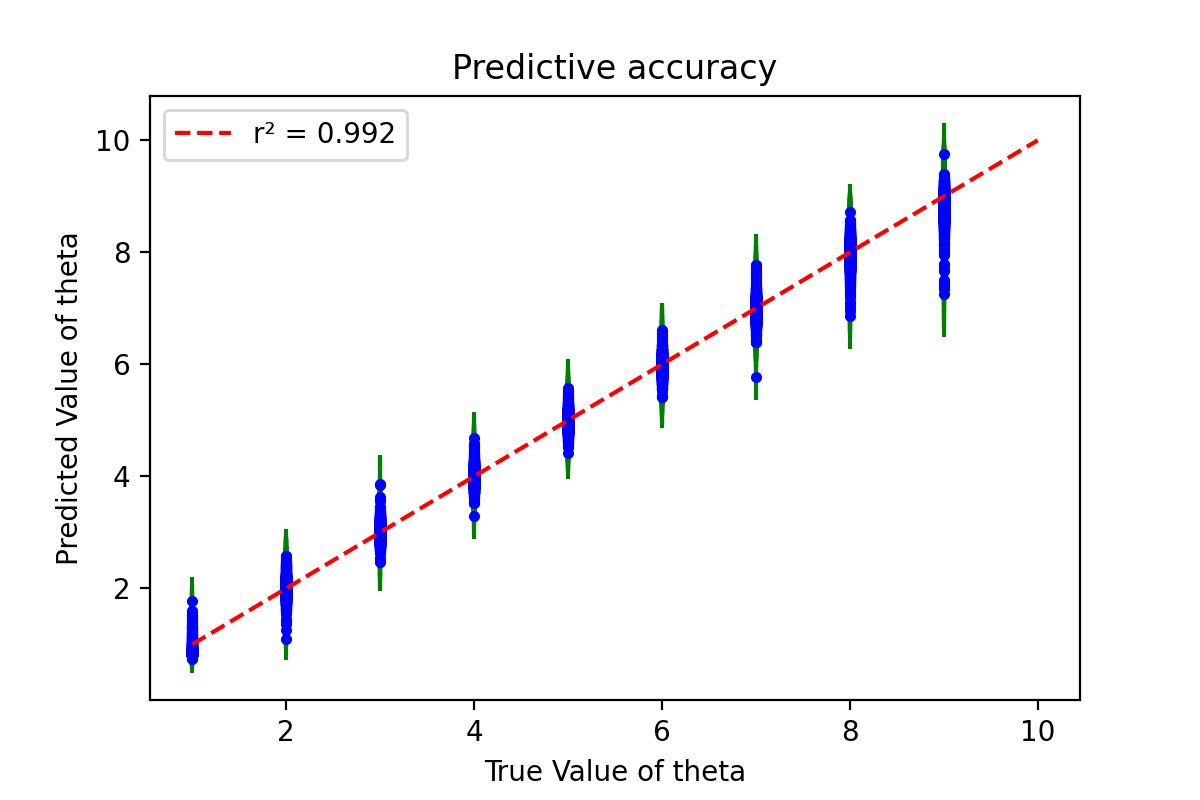 Predictive accuracy
r² = 0.992
10
8
6
4
2
Predicted Value of theta
2 4 6 8 10
True Value of theta